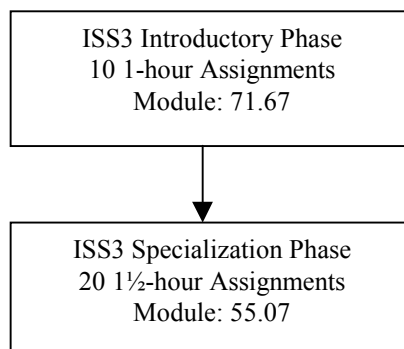 ISS3 Introductory Phase
10 1-hour Assignments
Module: 71.67
ISS3 Specialization Phase
20 1½-hour Assignments
Module: 55.07